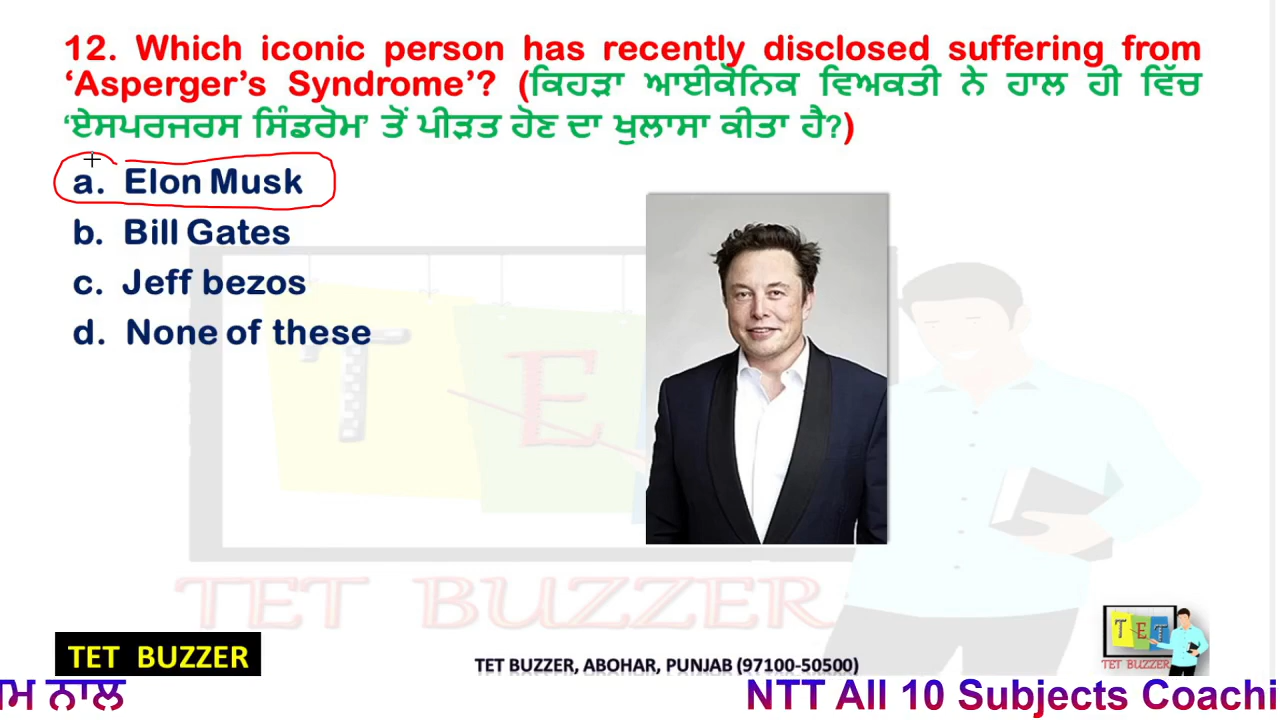 12. Which iconic person has recently disclosed suffering from
‘Asperger’s Syndrome’? (ਕਿਹੜਾ ਆਈਕੌਨਿਕ ਵਿਅਕਤੀ ਨੇ ਹਾਲ ਹੀ ਵਿੱਚ
‘ਏਸਪਰਜਰਸ ਸਿੰਡਰੋਮ’ ਤੋਂ ਪੀੜਤ ਹੋਣ ਦਾ ਖੁਲਾਸਾ ਕੀਤਾ ਹੈ?)
a. Elon Musk
b. Bill Gates
c. Jeff bezos
d. None of these
T E T
TET BUZZER
TET BUZZER
TET BUZZER, ABOHAR, PUNJAB (97100-50500)
T E T
TET BUZZER
ਨਾਲ
NTT All 10 Subjects Coachi